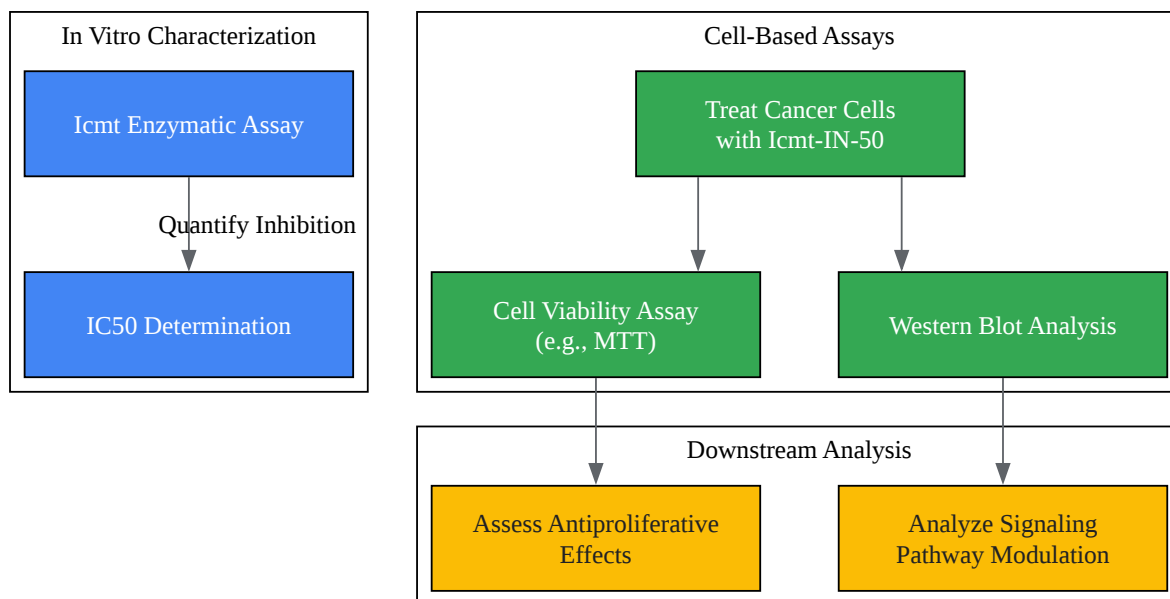 In Vitro Characterization
Icmt Enzymatic Assay
Quantify Inhibition
IC50 Determination
Cell-Based Assays
Treat Cancer Cells
with Icmt-IN-50
Cell Viability Assay
(e.g., MTT)
Western Blot Analysis
Downstream Analysis
Assess Antiproliferative
Effects
Analyze Signaling
Pathway Modulation